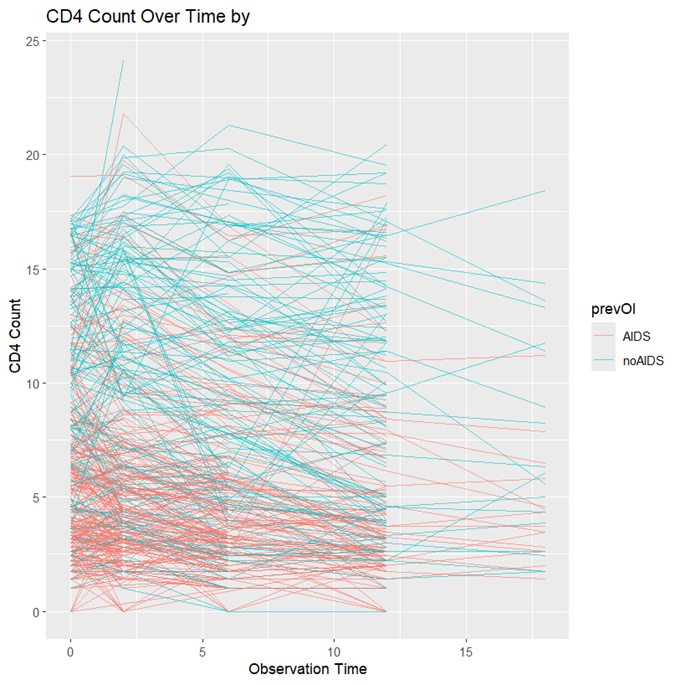 CD4 Count Over Time by
25
20
15
10
5
0
CD4 Count
0 5 10 15
Observation Time
prevOI
AIDS
noAIDS